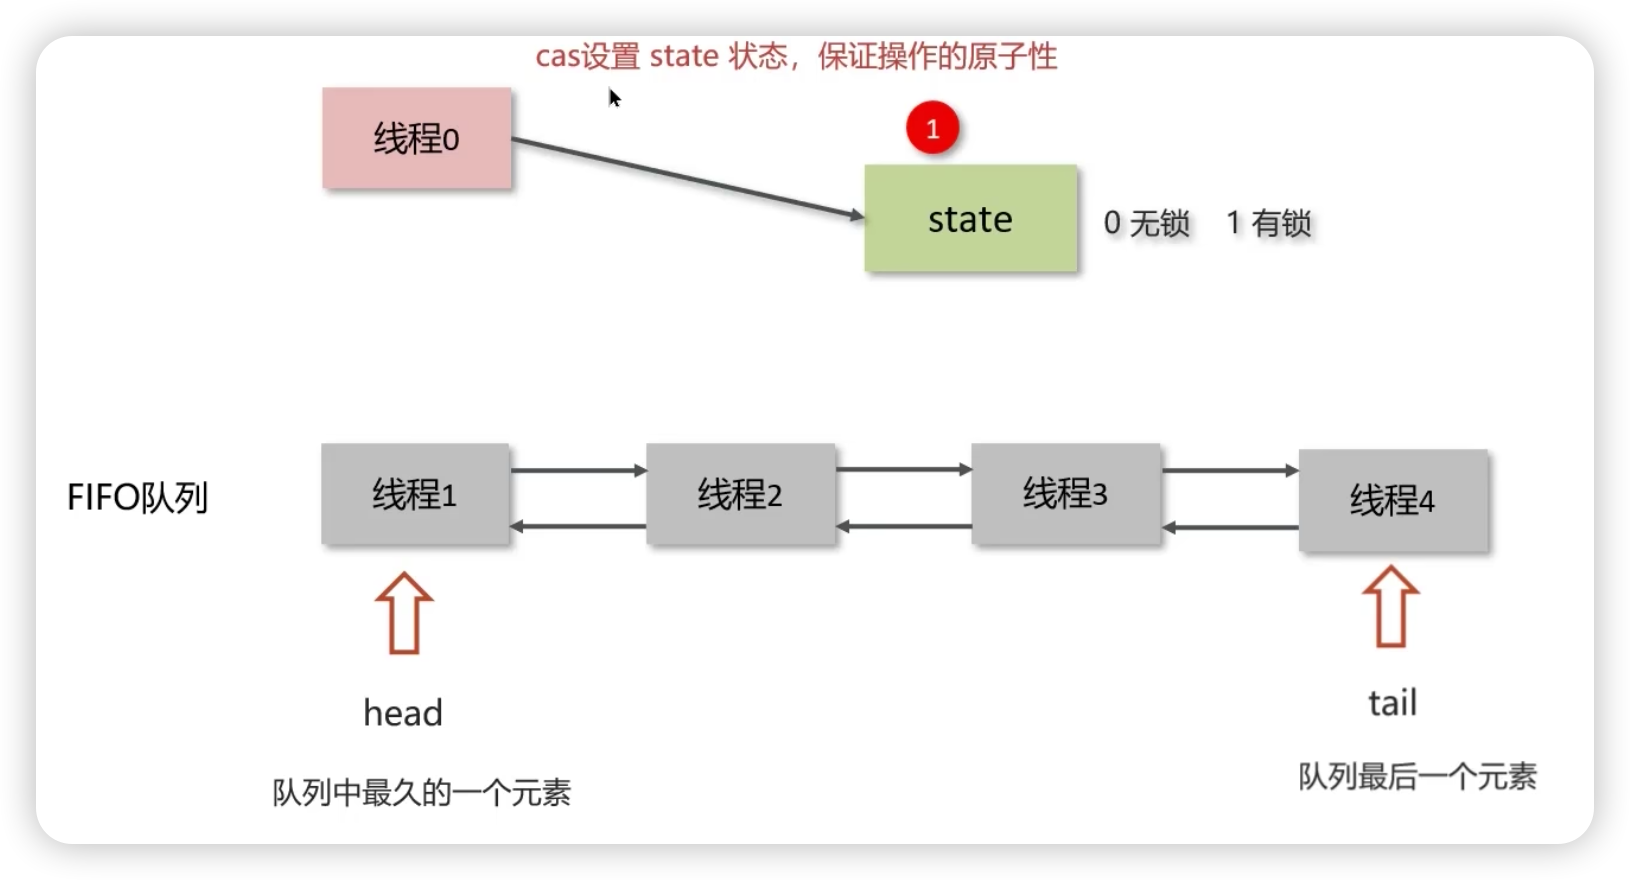 cas设置 state 状态，保证操作的原子性
线程0
1
state
0 无锁 1 有锁
FIFO队列
线程1
线程2
线程3
线程4
head
tail
队列中最久的一个元素
队列最后一个元素